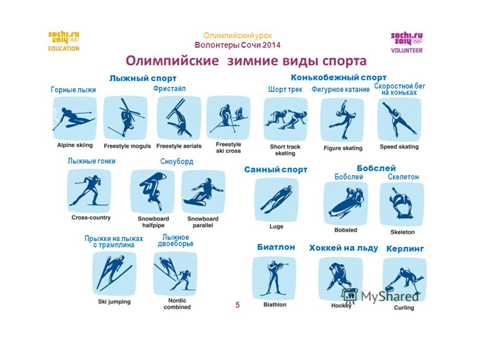 sochi.ru
2014
EDUCATION
Олимпийский урок
Волонтеры Сочи 2014
sochi.ru
2014
VOLUNTEER
Олимпийские зимние виды спорта
Лыжный спорт
Конькобежный спорт
Горные лыжи
Фристайл
Шорт трек
Фигурное катание
Скоростной бег
на коньках
Alpine skiing
Freestyle moguls
Freestyle aerials
Freestyle
ski cross
Short track
skating
Figure skating
Speed skating
Лыжные гонки
Сноуборд
Санный спорт
Бобслей
Бобслей
Скелетон
Cross-country
Snowboard
halfpipe
Snowboard
parallel
Luge
Bobsled
Skeleton
Прыжки на лыжах
с трамплина
Лыжное
двоеборье
Биатлон
Хоккей на льду
Керлинг
Ski jumping
Nordic
combined
Biathlon
Hockey
Curling
5
MyShared